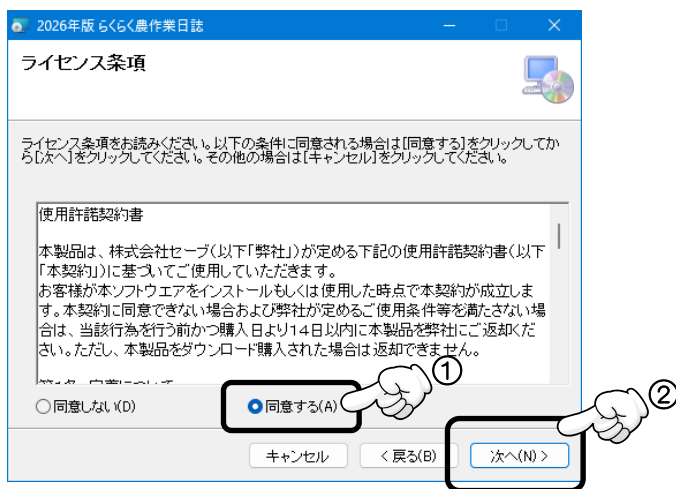 2026年版 らくらく農作業日誌
ライセンス条項
ライセンス条項をお読みください。以下の条件に同意される場合は[同意する]をクリックしてか
ら[次へ]をクリックしてください。その他の場合は[キャンセル]をクリックしてください。
使用許諾契約書
本製品は、株式会社セーブ(以下「弊社」)が定める下記の使用許諾契約書(以下
「本契約」)に基づいてご使用していただきます。
お客様が本ソフトウエアをインストールもしくは使用した時点で本契約が成立しま
す。本契約に同意できない場合および弊社が定めるご使用条件等を満たさない場
合は、当該行為を行う前かつ購入日より14日以内に本製品を弊社にご返却くだ
さい。ただし、本製品をダウンロード購入された場合は返却できません。
①
同意しない(D)
同意する(A)
②
キャンセル
< 戻る(B)
次へ(N) >